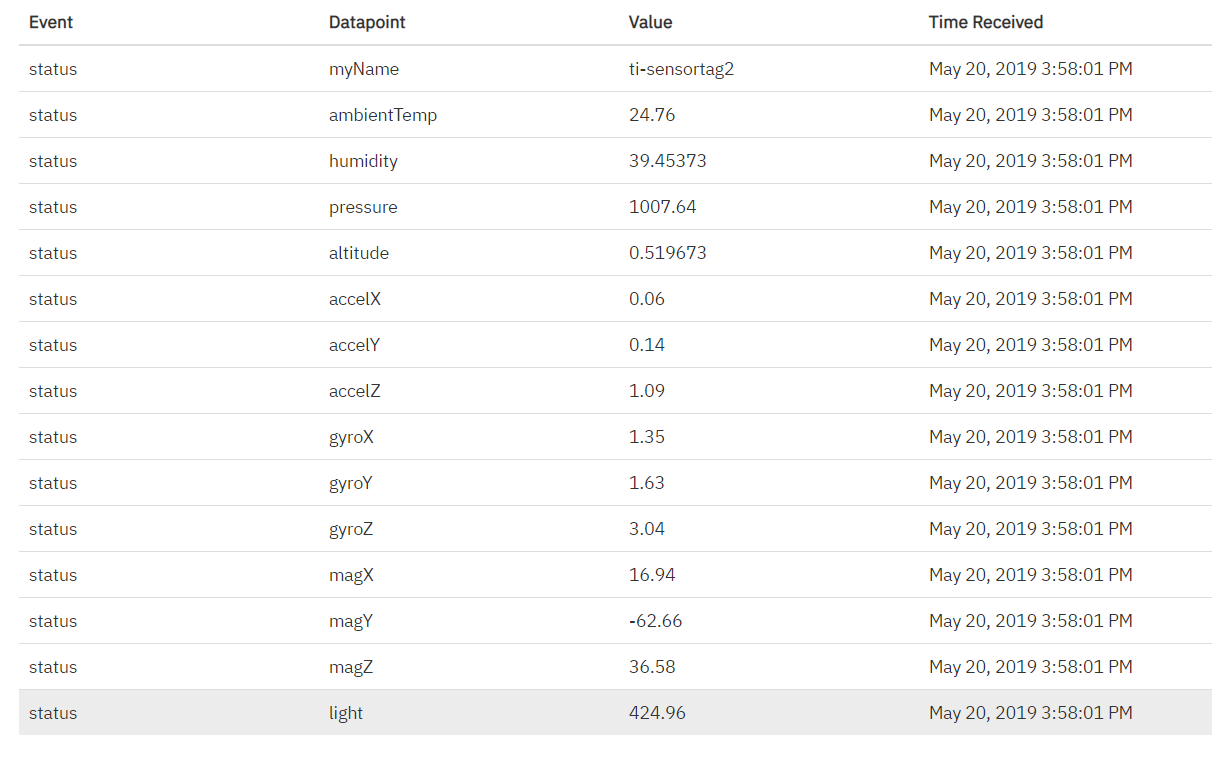 Event Datapoint Value Time Received
status myName ti-sensortag2 May 20, 2019 3:58:01 PM
status ambientTemp 24.76 May 20, 2019 3:58:01 PM
status humidity 39.45373 May 20, 2019 3:58:01 PM
status pressure 1007.64 May 20, 2019 3:58:01 PM
status altitude 0.519673 May 20, 2019 3:58:01 PM
status accelX 0.06 May 20, 2019 3:58:01 PM
status accelY 0.14 May 20, 2019 3:58:01 PM
status accelZ 1.09 May 20, 2019 3:58:01 PM
status gyroX 1.35 May 20, 2019 3:58:01 PM
status gyroY 1.63 May 20, 2019 3:58:01 PM
status gyroZ 3.04 May 20, 2019 3:58:01 PM
status magX 16.94 May 20, 2019 3:58:01 PM
status magY -62.66 May 20, 2019 3:58:01 PM
status magZ 36.58 May 20, 2019 3:58:01 PM
status light 424.96 May 20, 2019 3:58:01 PM